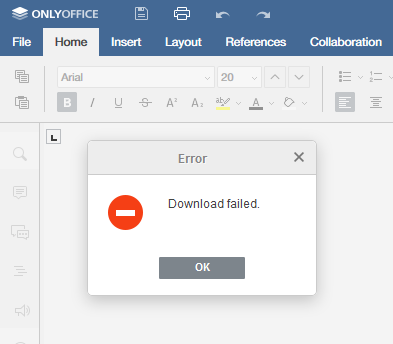 ONLYOFFICE
File Home Insert Layout References Collaboration
Arial 20 A A
B I U S A² A₂ A
Error
Download failed.
OK